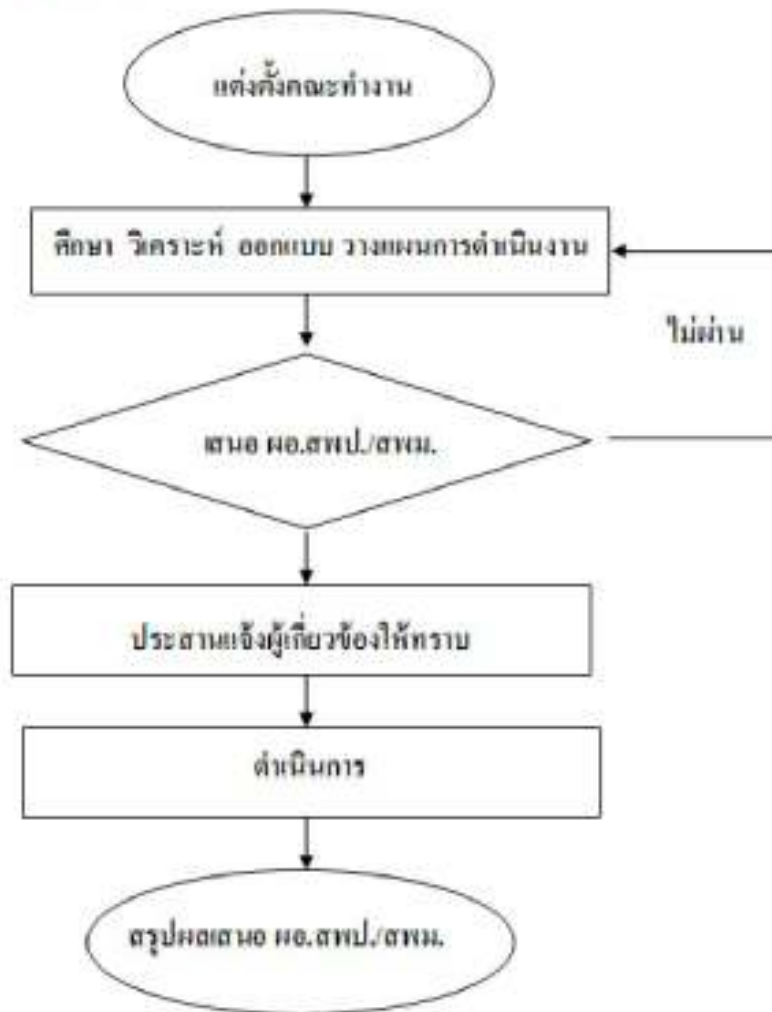 แต่งตั้งคณะทำงาน
ศึกษา วิเคราะห์ ออกแบบ วางแผนการดำเนินงาน
ไม่ผ่าน
เสนอ ผอ.สพป./สพม.
ประสานแจ้งผู้เกี่ยวข้องให้ทราบ
ดำเนินการ
สรุปผลเสนอ ผอ.สพป./สพม.